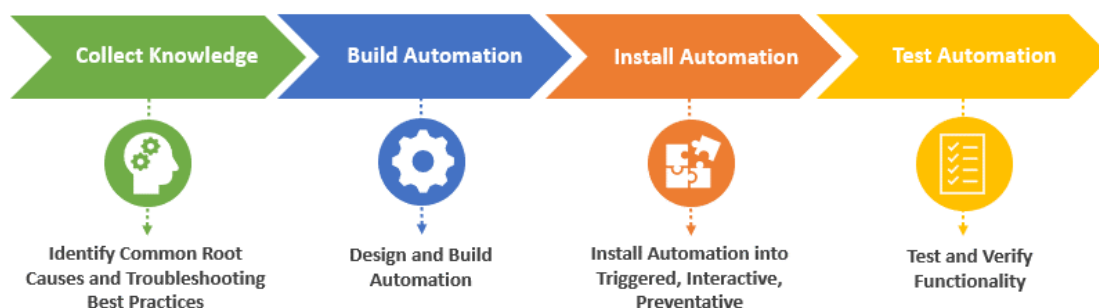 Collect Knowledge
Build Automation
Install Automation
Test Automation
Identify Common Root
Causes and Troubleshooting
Best Practices
Design and Build
Automation
Install Automation into
Triggered, Interactive,
Preventative
Test and Verify
Functionality